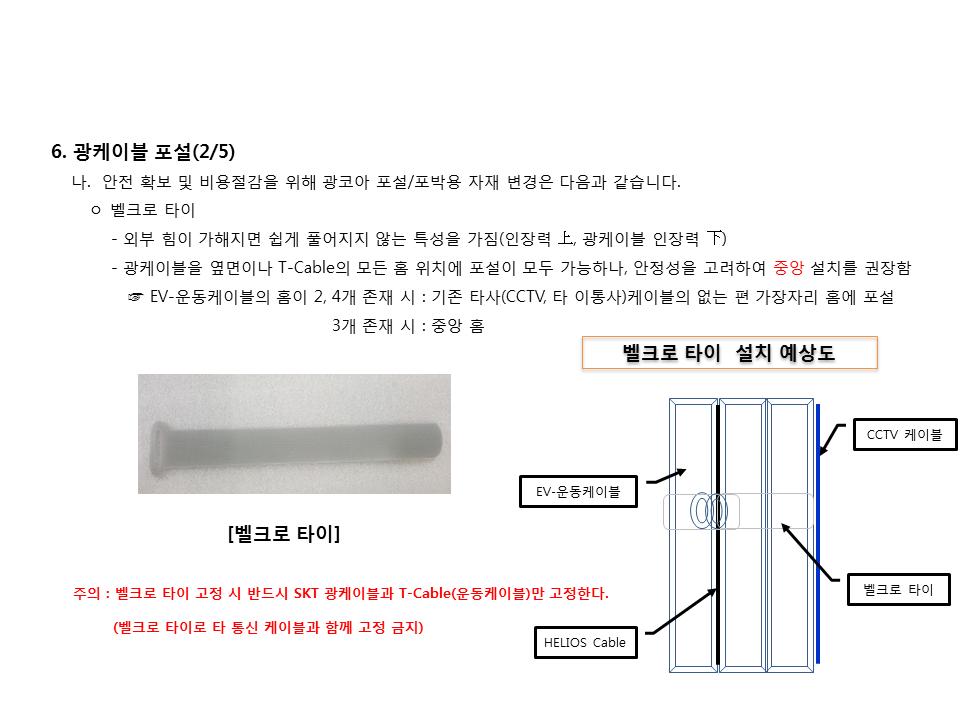 6. 광케이블 포설(2/5)
나. 안전 확보 및 비용절감을 위해 광코아 포설/포박용 자재 변경은 다음과 같습니다.
ㅇ 벨크로 타이
- 외부 힘이 가해지면 쉽게 풀어지지 않는 특성을 가짐(인장력 上, 광케이블 인장력 下)
- 광케이블을 옆면이나 T-Cable의 모든 홈 위치에 포설이 모두 가능하나, 안정성을 고려하여 중앙 설치를 권장함
☞ EV-운동케이블의 홈이 2, 4개 존재 시 : 기존 타사(CCTV, 타 이통사)케이블의 없는 편 가장자리 홈에 포설
3개 존재 시 : 중앙 홈
벨크로 타이 설치 예상도
CCTV 케이블
EV-운동케이블
[벨크로 타이]
벨크로 타이
주의 : 벨크로 타이 고정 시 반드시 SKT 광케이블과 T-Cable(운동케이블)만 고정한다.
(벨크로 타이로 타 통신 케이블과 함께 고정 금지)
HELIOS Cable